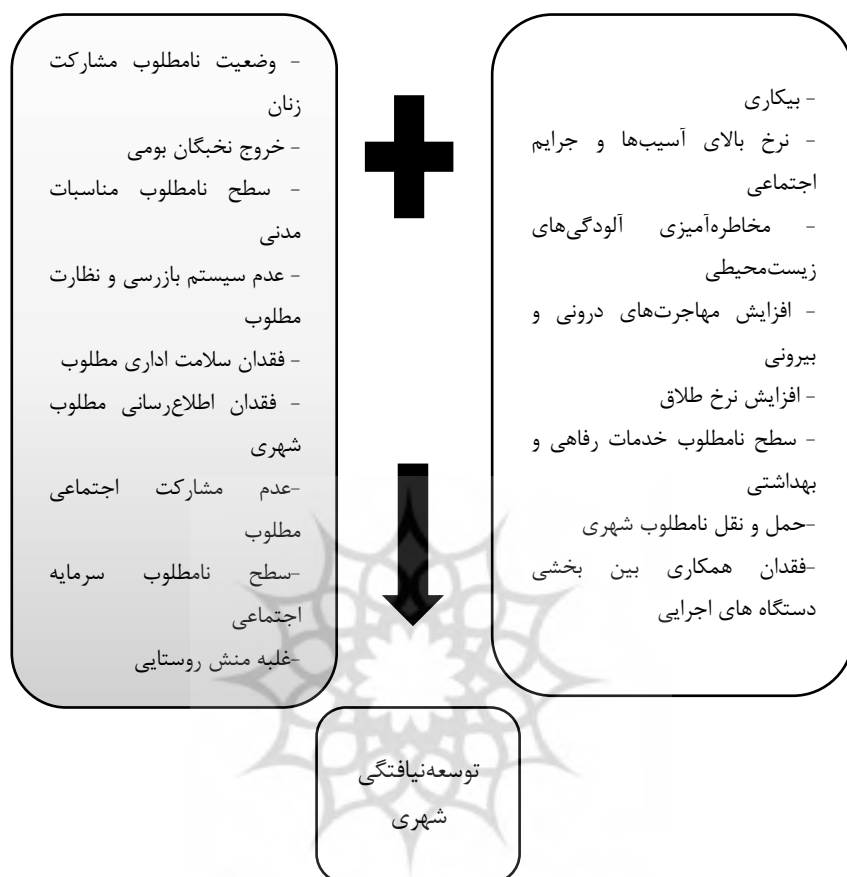 - بیکاری
- نرخ بالای آسیب‌ها و جرایم
اجتماعی
- مخاطره‌آمیزی آلودگی‌های
زیست‌محیطی
- افزایش مهاجرت‌های درونی و
بیرونی
- افزایش نرخ طلاق
- سطح نامطلوب خدمات رفاهی و
بهداشتی
-حمل و نقل نامطلوب شهری
-فقدان همکاری بین بخشی
دستگاه های اجرایی
- وضعیت نامطلوب مشارکت
زنان
- خروج نخبگان بومی
- سطح نامطلوب مناسبات
مدنی
- عدم سیستم بازرسی و نظارت
مطلوب
- فقدان سلامت اداری مطلوب
- فقدان اطلاع‌رسانی مطلوب
شهری
-عدم مشارکت اجتماعی
مطلوب
-سطح نامطلوب سرمایه
اجتماعی
-غلبه منش روستایی
توسعه‌نیافتگی
شهری